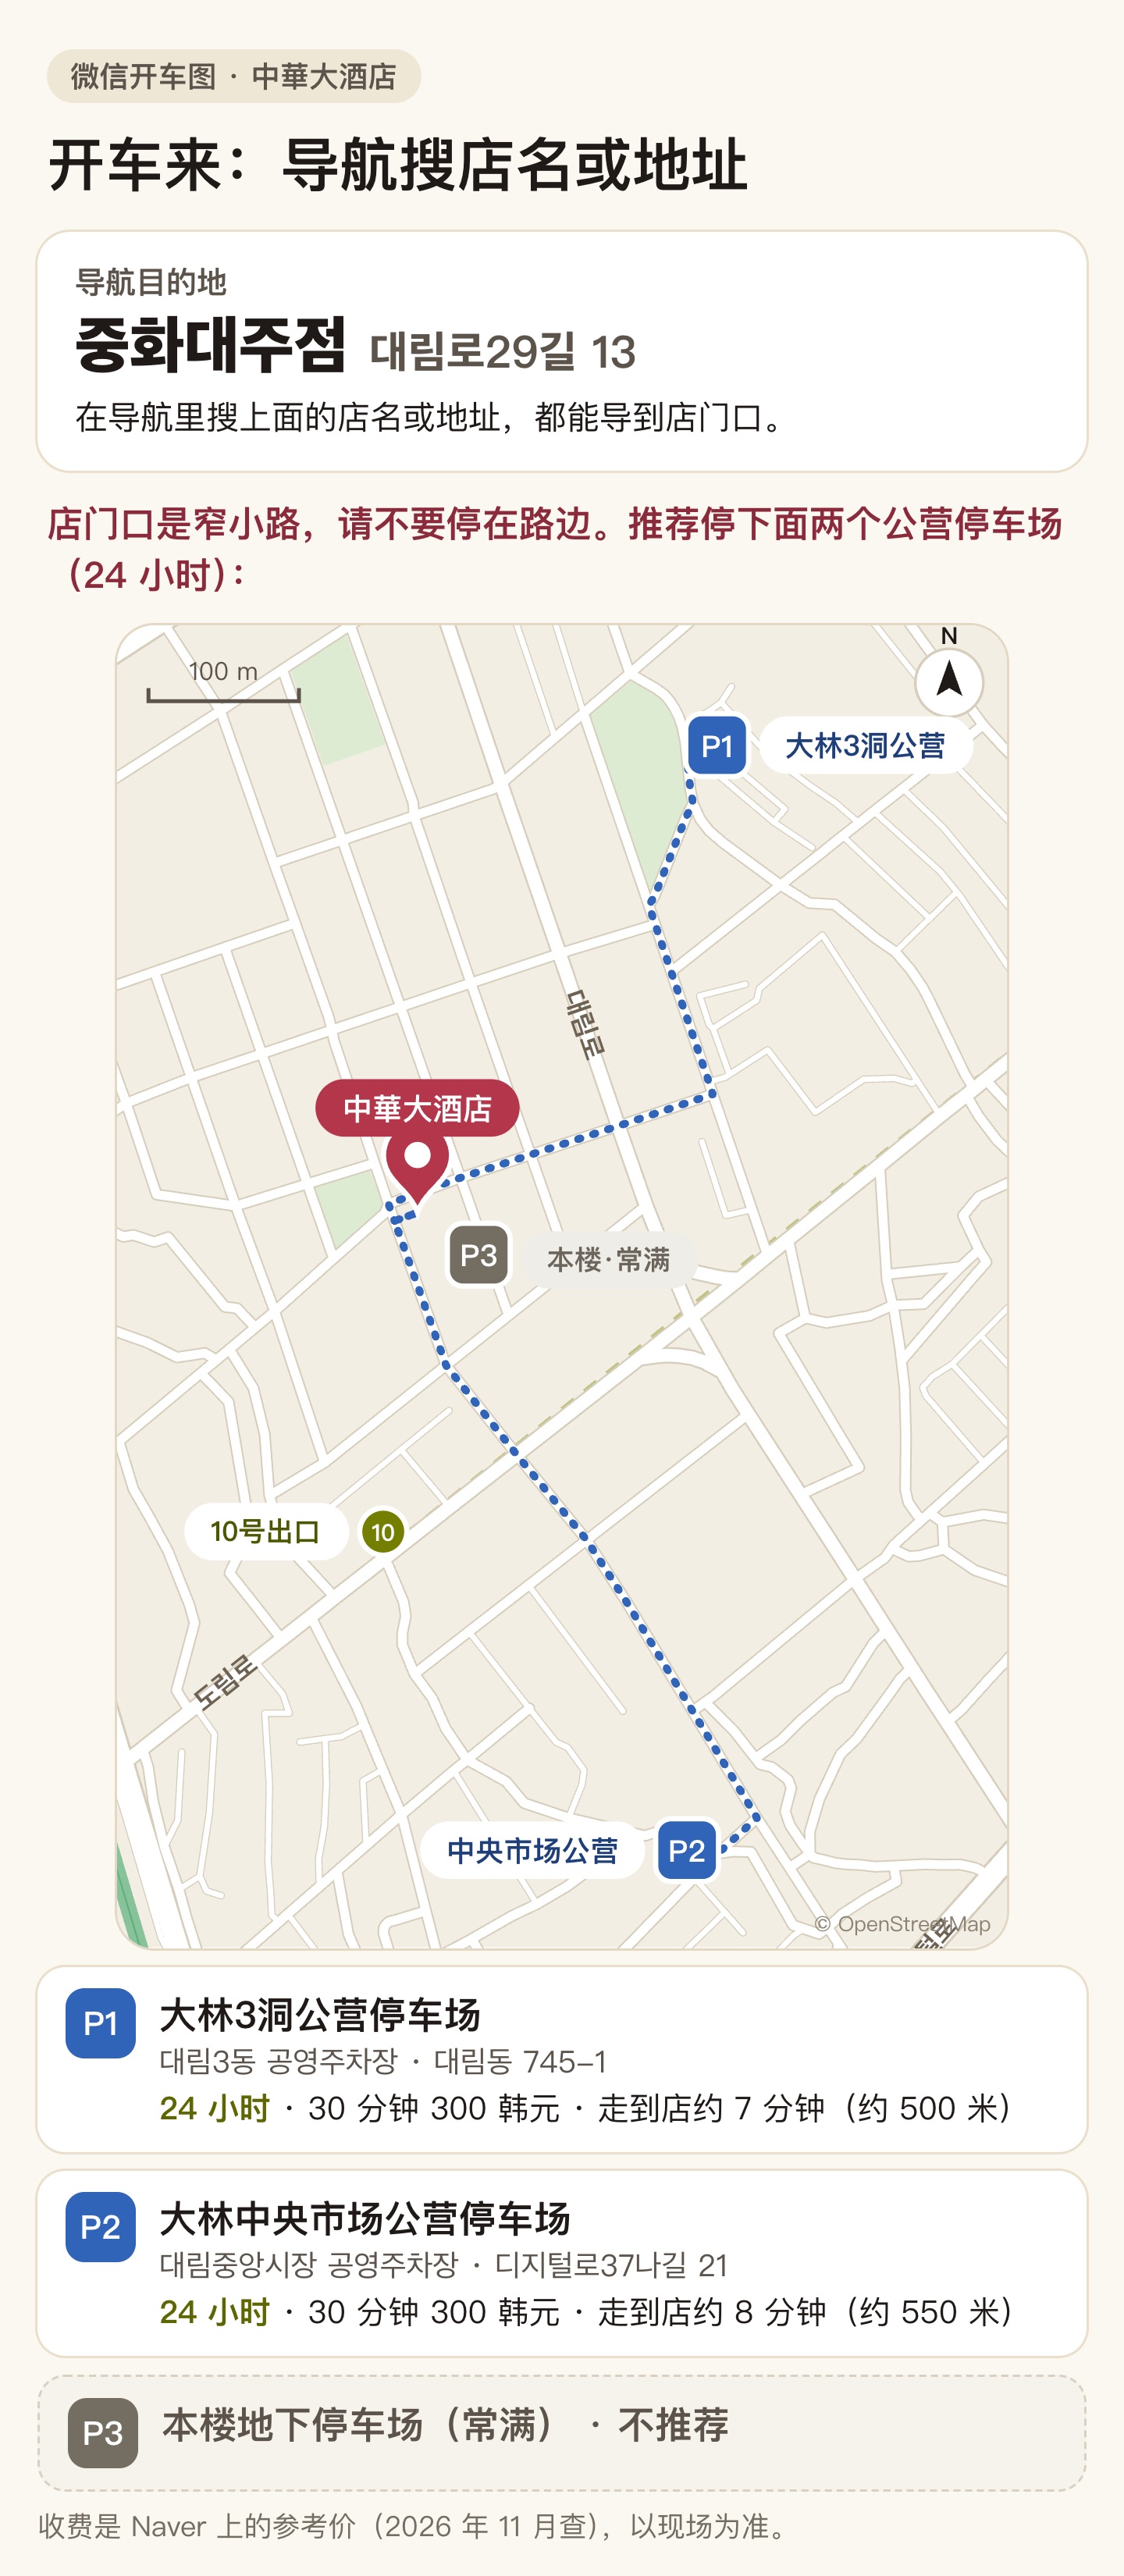 微信开车图 · 中華大酒店
开车来：导航搜店名或地址
导航目的地
중화대주점 대림로29길 13
在导航里搜上面的店名或地址，都能导到店门口。
店门口是窄小路，请不要停在路边。推荐停下面两个公营停车场
（24 小时）：
100 m
N
P1 大林3洞公营
대림로
中華大酒店
P3 本楼·常满
10号出口 10
도림로
中央市场公营 P2
© OpenStreetMap
P1 大林3洞公营停车场
대림3동 공영주차장 · 대림동 745-1
24 小时 · 30 分钟 300 韩元 · 走到店约 7 分钟（约 500 米）
P2 大林中央市场公营停车场
대림중앙시장 공영주차장 · 디지털로37나길 21
24 小时 · 30 分钟 300 韩元 · 走到店约 8 分钟（约 550 米）
P3 本楼地下停车场（常满） · 不推荐
收费是 Naver 上的参考价（2026 年 11 月查），以现场为准。